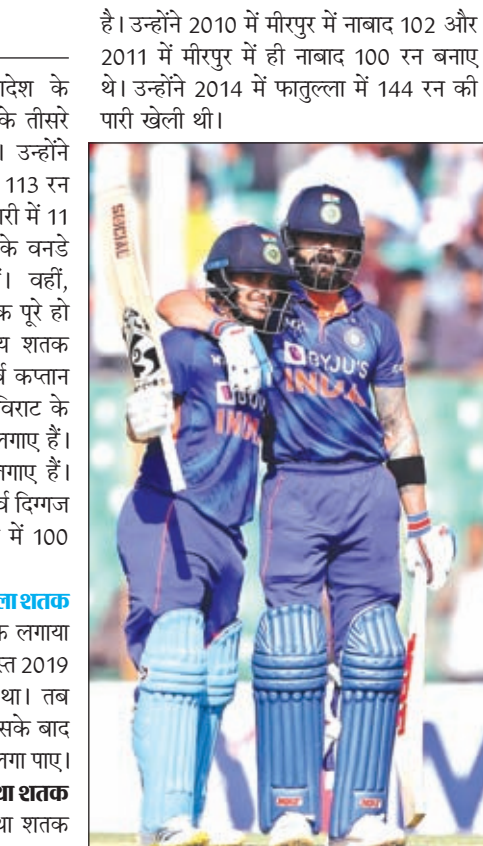 ादेश के
के तीसरे
। उन्होंने
113 रन
ारी में 11
के वनडे
ं। वहीं,
क पूरे हो
य शतक
र्व कप्तान
विराट के
लगाए हैं।
लगाए हैं।
र्व दिग्गज
में 100
ला शतक
क लगाया
स्त 2019
था। तब
सके बाद
लगा पाए।
था शतक
था शतक
है। उन्होंने 2010 में मीरपुर में नाबाद 102 और
2011 में मीरपुर में ही नाबाद 100 रन बनाए
थे। उन्होंने 2014 में फातुल्ला में 144 रन की
पारी खेली थी।
BYJU'S
INDIA